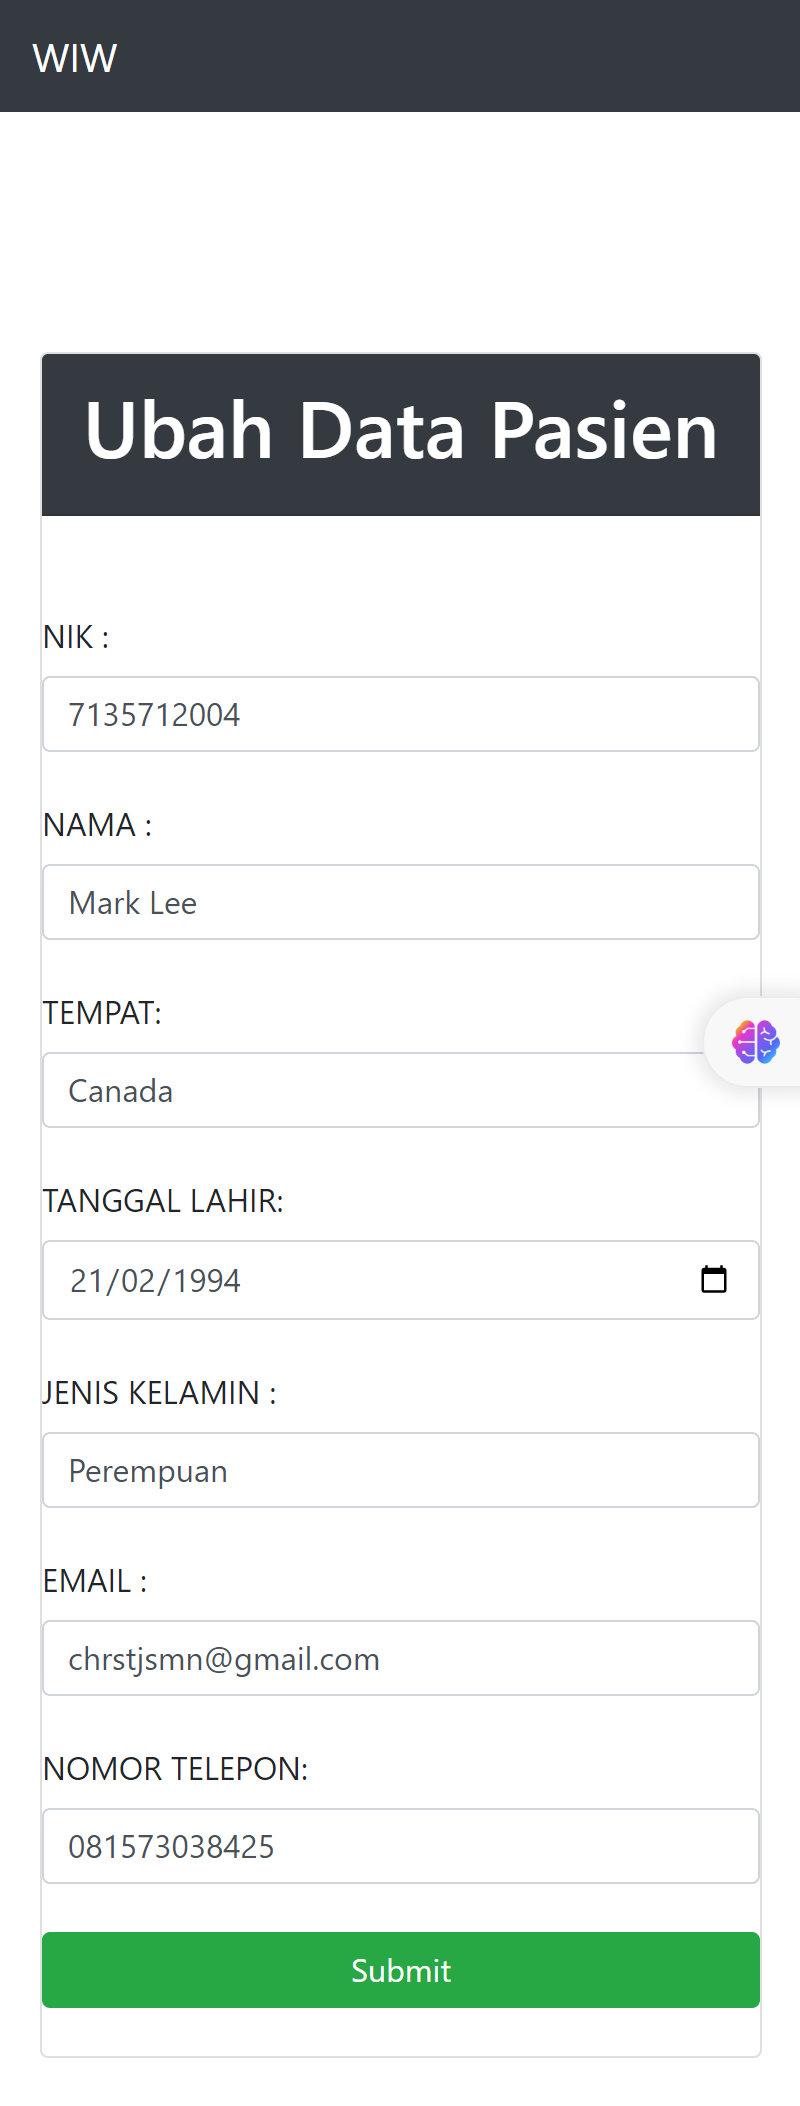 WIW
Ubah Data Pasien
NIK :
7135712004
NAMA :
Mark Lee
TEMPAT:
Canada
TANGGAL LAHIR:
21/02/1994
JENIS KELAMIN :
Perempuan
EMAIL :
chrstjsmn@gmail.com
NOMOR TELEPON:
081573038425
Submit